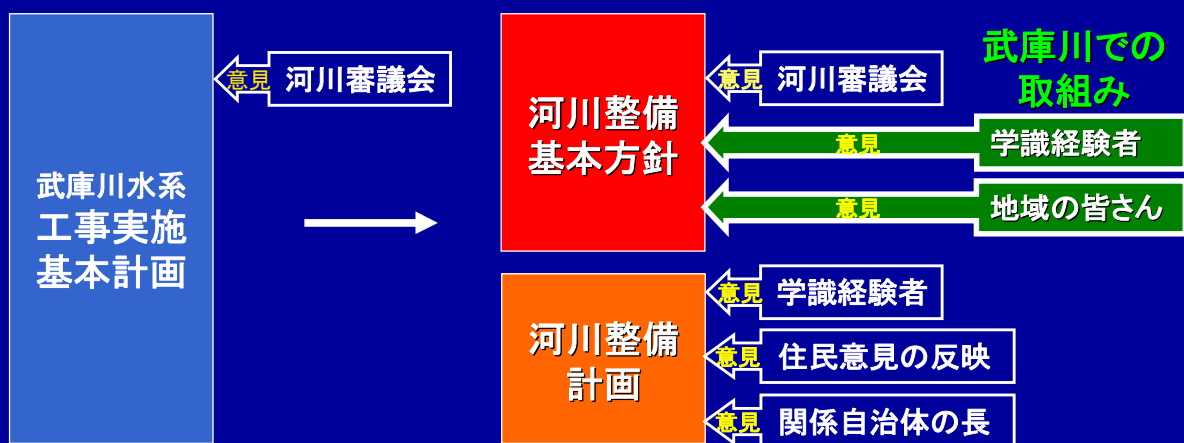 武庫川水系
工事実施
基本計画
意見
河川審議会
河川整備
基本方針
意見
河川審議会
武庫川での
取組み
意見
学識経験者
意見
地域の皆さん
河川整備
計画
意見
学識経験者
意見
住民意見の反映
意見
関係自治体の長